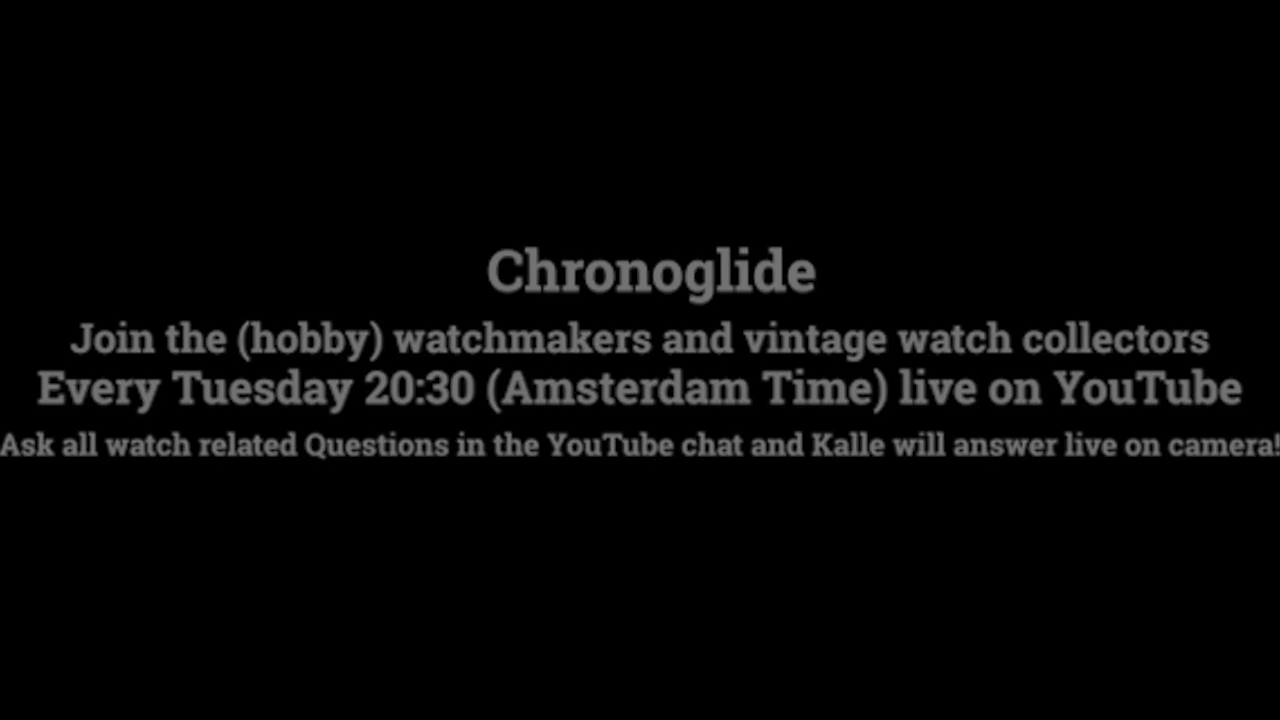 Chronoglide
Join the (hobby) watchmakers and vintage watch collectors
Every Tuesday 20:30 (Amsterdam Time) live on YouTube
Ask all watch related Questions in the YouTube chat and Kalle will answer live on camera!